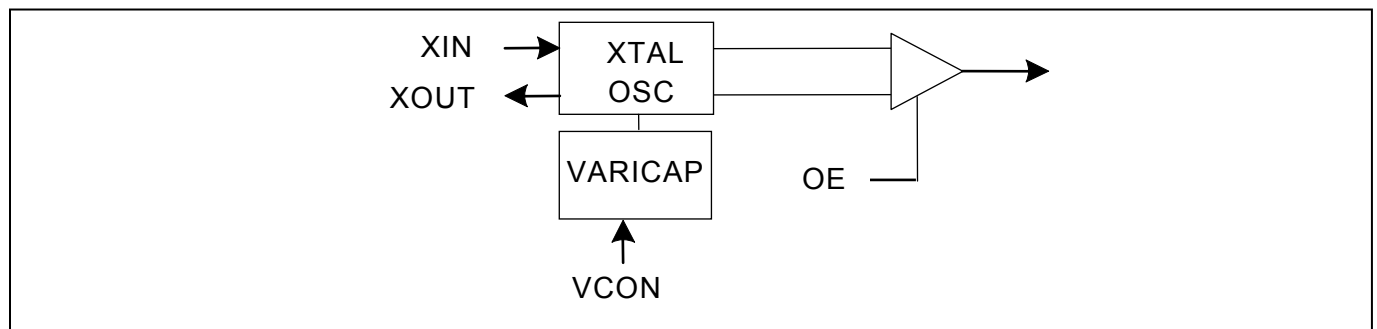 XIN
XOUT
XTAL
OSC
VARICAP
OE
VCON